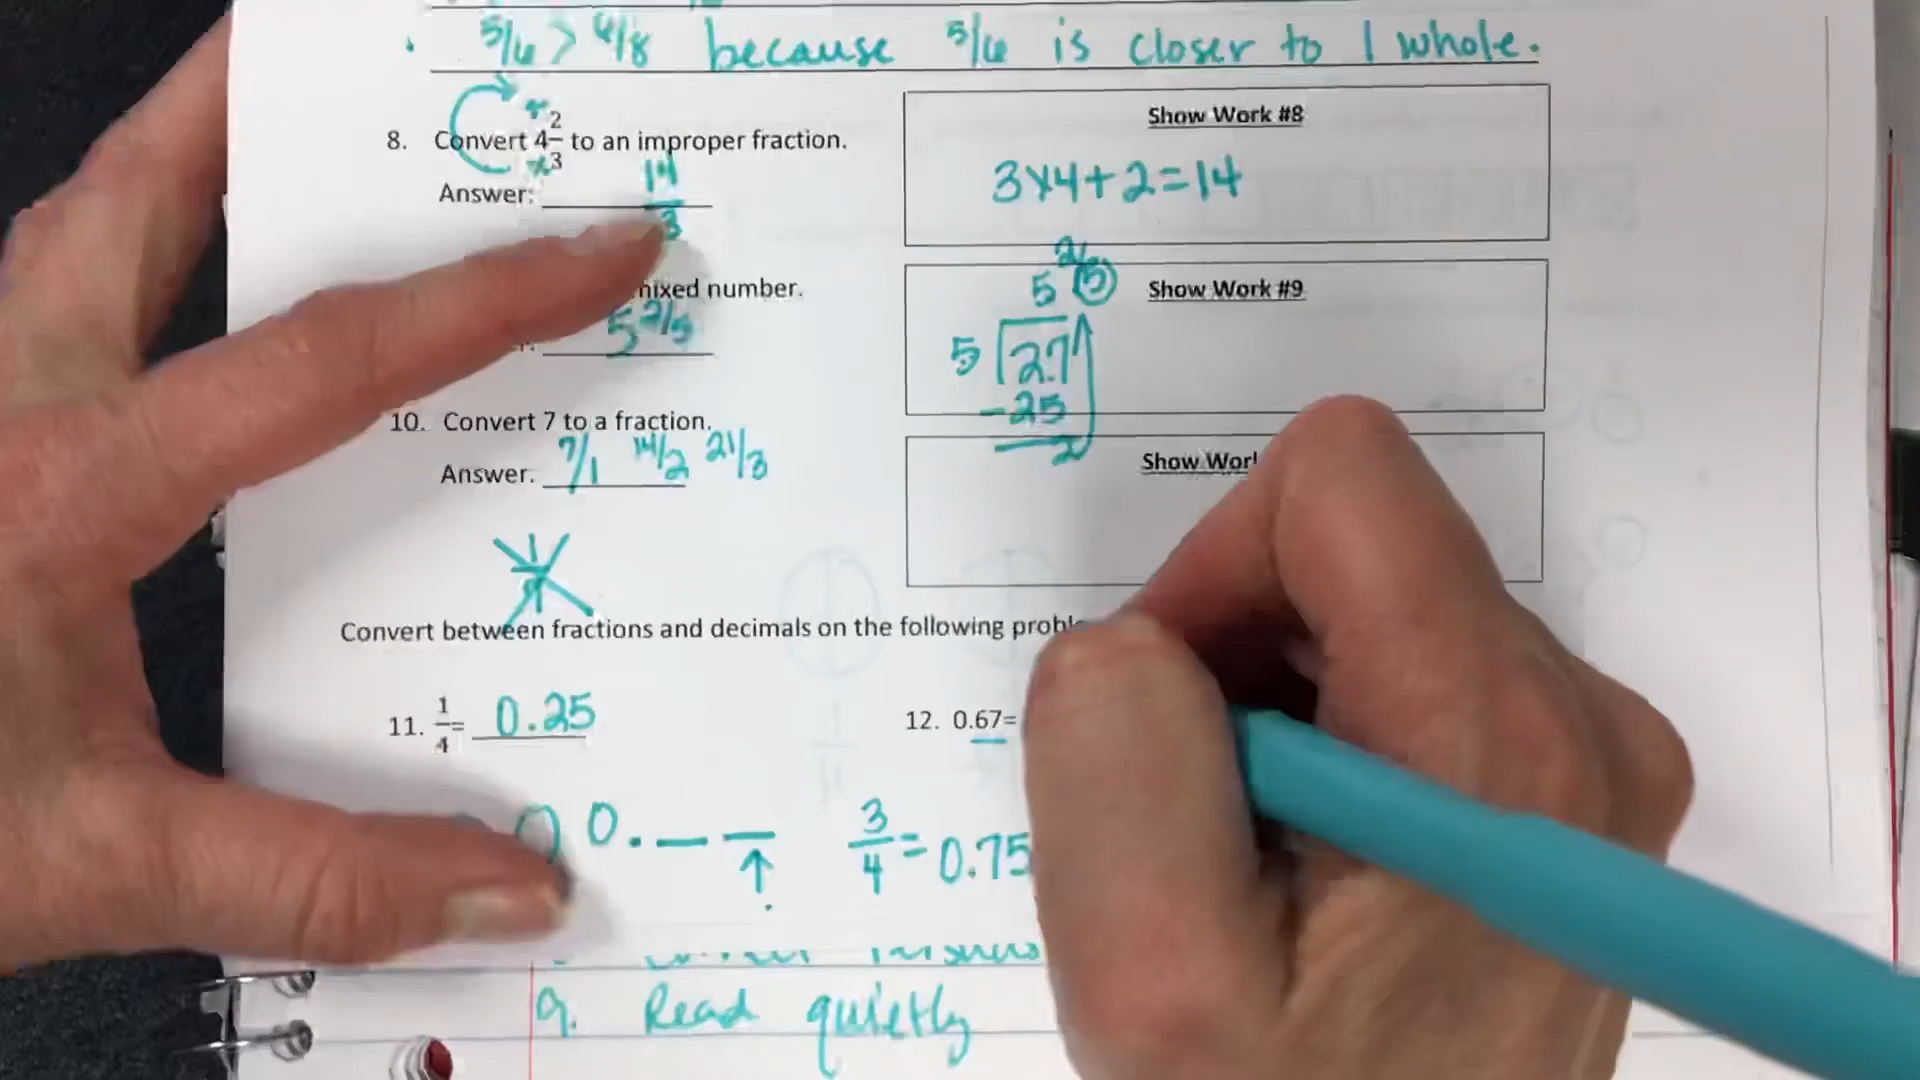 5/6 > 6/8 because 5/6 is closer to 1 whole.
8. Convert 4 2/3 to an improper fraction.
+
x
Answer: 14/3
Show Work #8
3x4+2=14
mixed number.
5 2/5
Show Work #9
5 2/5
5 27
-25
2
10. Convert 7 to a fraction.
Answer. 7/1 14/2 21/3
Show
Convert between fractions and decimals on the following
11. 1/4 = 0.25
12. 0.67=
0. _ _
3/4 = 0.75
9. Read quietly